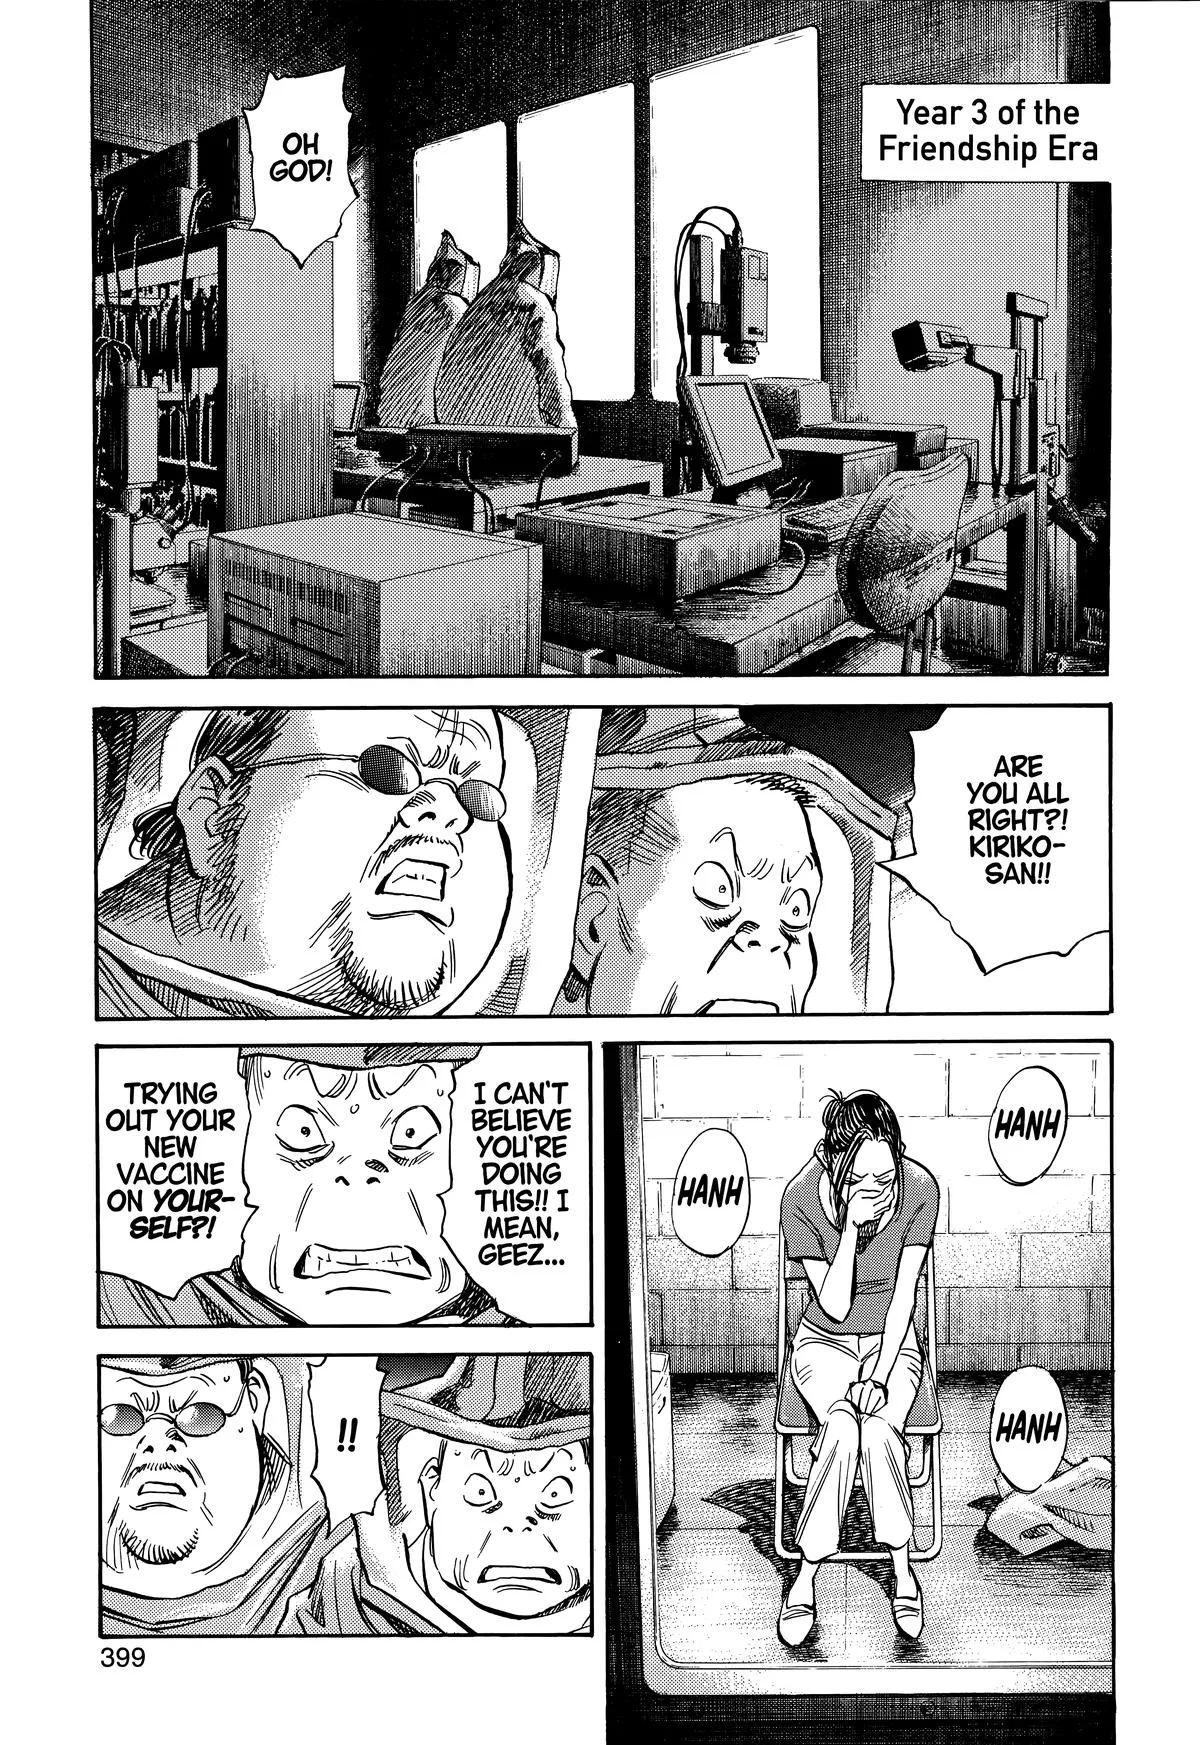 Year 3 of the
Friendship Era
OH
GOD!
ARE
YOU ALL
RIGHT?!
KIRIKO-
SAN!!
HANH
HANH
HANH
I CAN'T
BELIEVE
YOU'RE
DOING
THIS!! I
MEAN,
GEEZ...
TRYING
OUT YOUR
NEW
VACCINE
ON YOUR-
SELF?!
!!
399